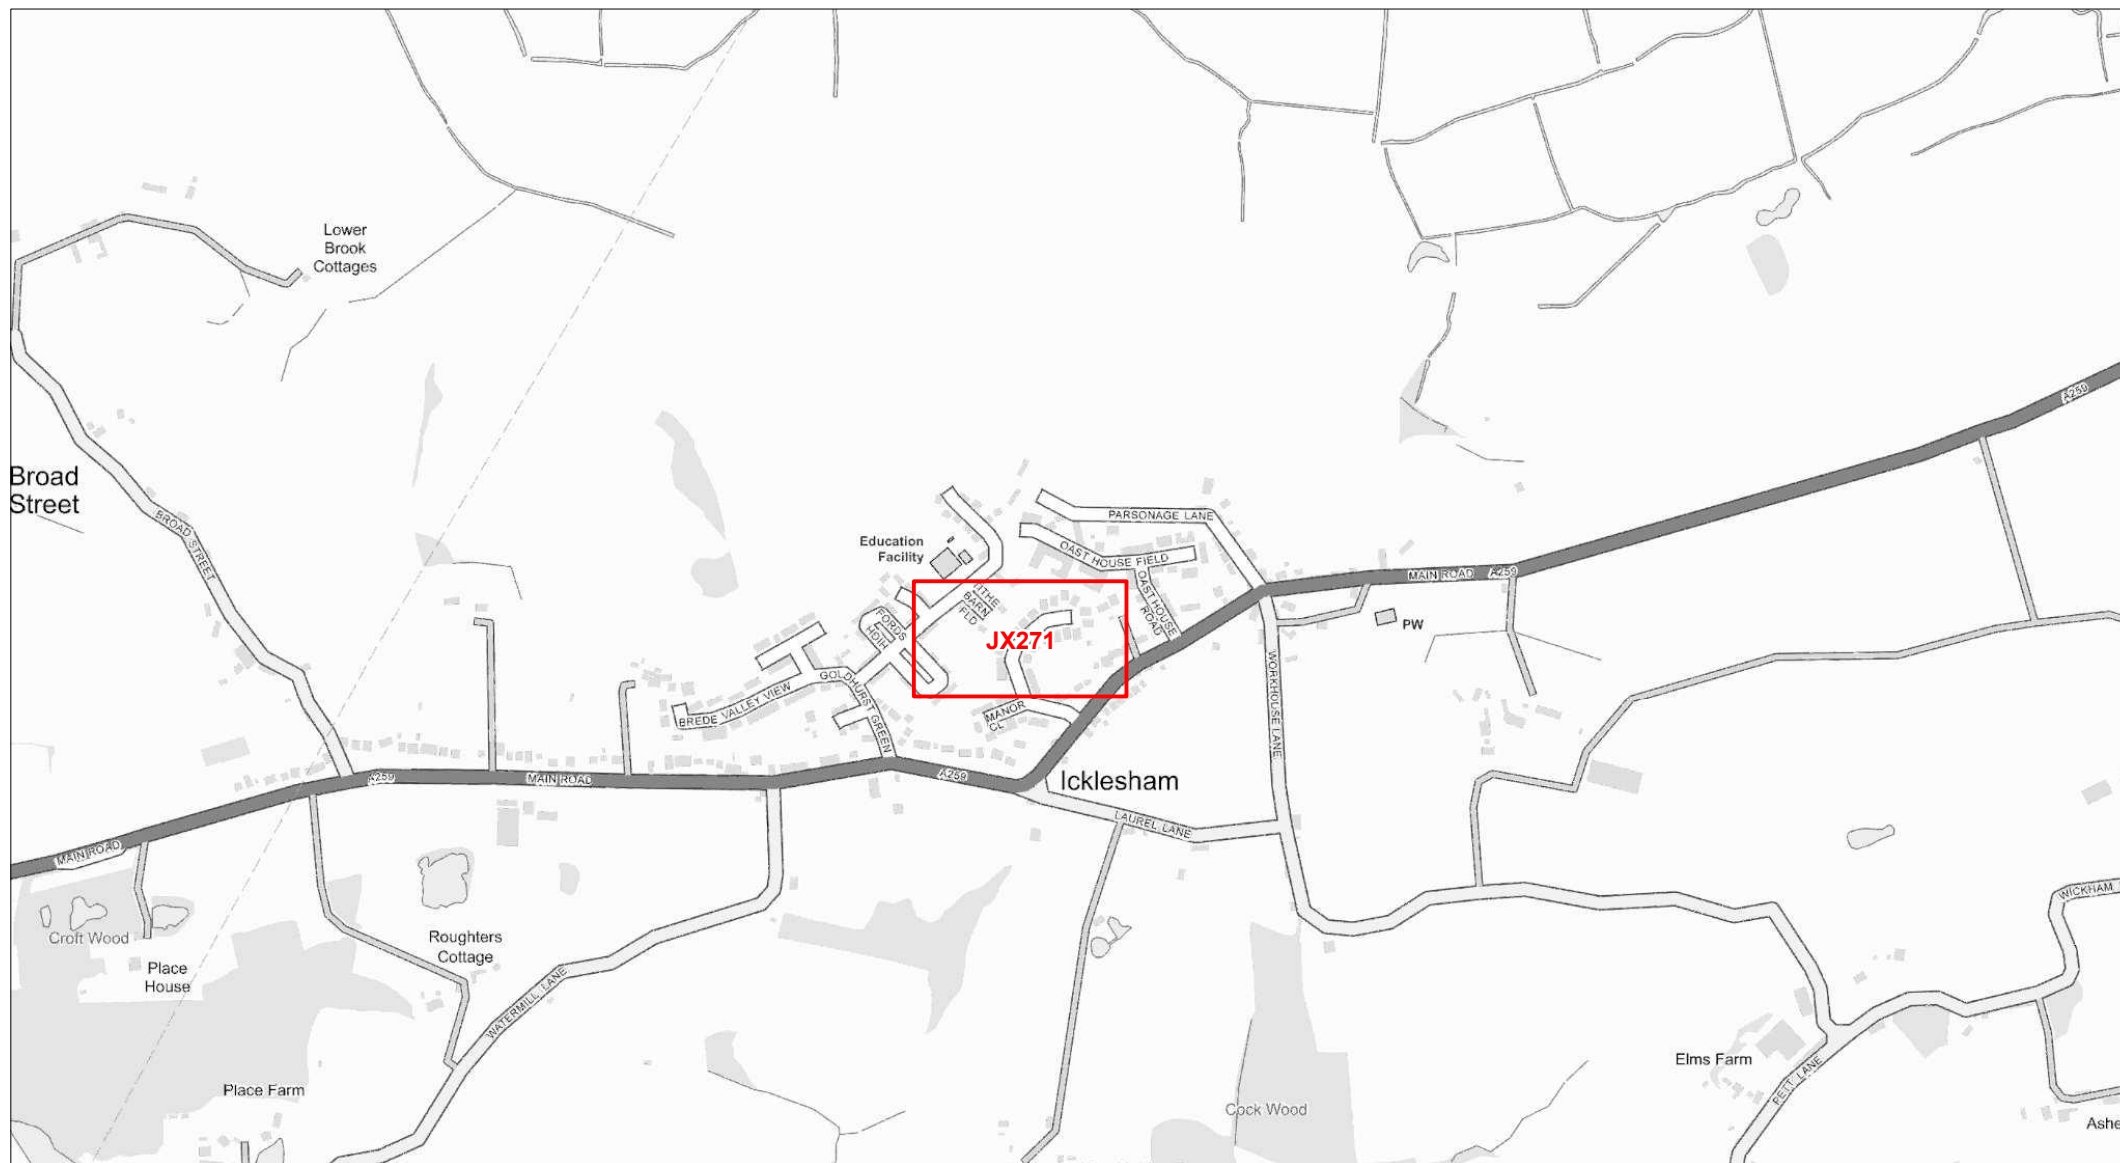 Lower
Brook
Cottages
A259
Broad
Street
BROAD STREET
PARSONAGE LANE
Education
Facility
OAST HOUSE FIELD
MAIN ROAD
A259
TITHE
BARN
FLD
OAST HOUSE
ROAD
FORDS
PW
JX271
WORKHOUSE LANE
GOLDHURST GREEN
BREDE VALLEY VIEW
MANOR
CL
A259
MAIN ROAD
A259
Icklesham
LAUREL LANE
MAIN ROAD
WICKHAM
Croft Wood
Roughters
Cottage
Place
House
WATERMILL LANE
Elms Farm
PETT LANE
Place Farm
Cock Wood
Ashe